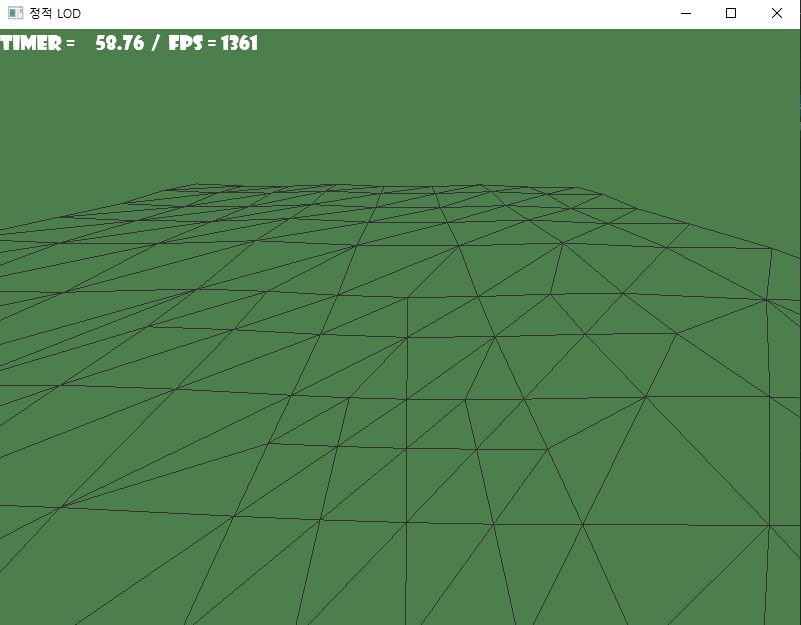 정적 LOD
TIMER = 58.76 / FPS = 1361